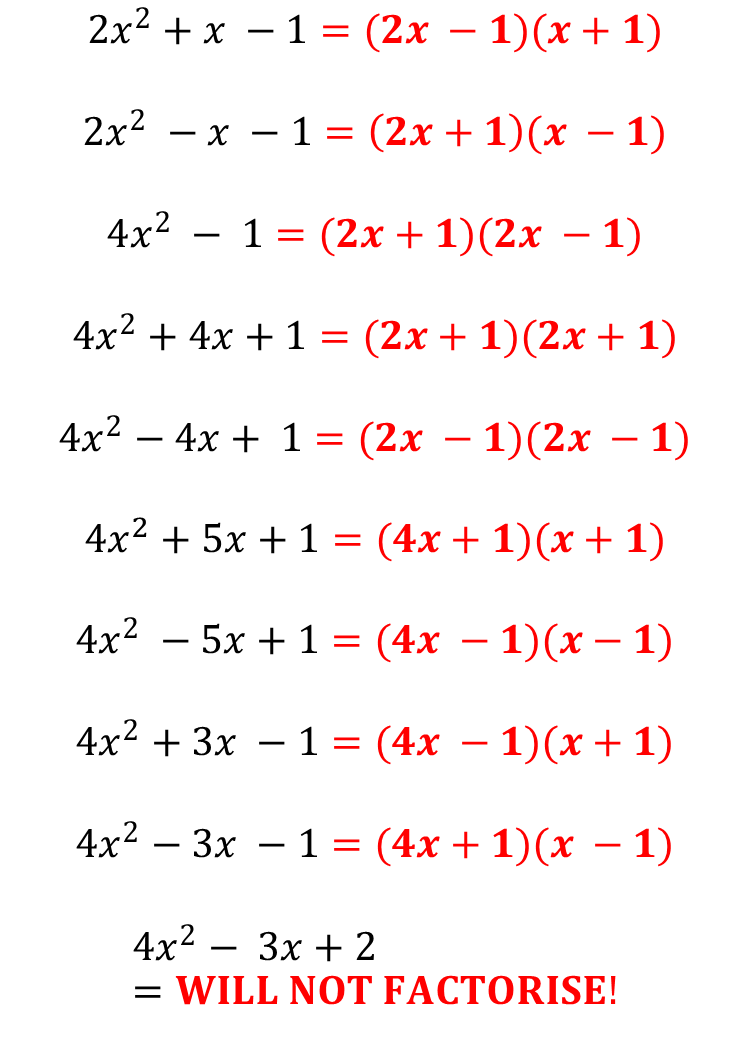 2x² + x − 1 = (2x − 1)(x + 1)
2x² − x − 1 = (2x + 1)(x − 1)
4x² − 1 = (2x + 1)(2x − 1)
4x² + 4x + 1 = (2x + 1)(2x + 1)
4x² − 4x + 1 = (2x − 1)(2x − 1)
4x² + 5x + 1 = (4x + 1)(x + 1)
4x² − 5x + 1 = (4x − 1)(x − 1)
4x² + 3x − 1 = (4x − 1)(x + 1)
4x² − 3x − 1 = (4x + 1)(x − 1)
4x² − 3x + 2
= WILL NOT FACTORISE!